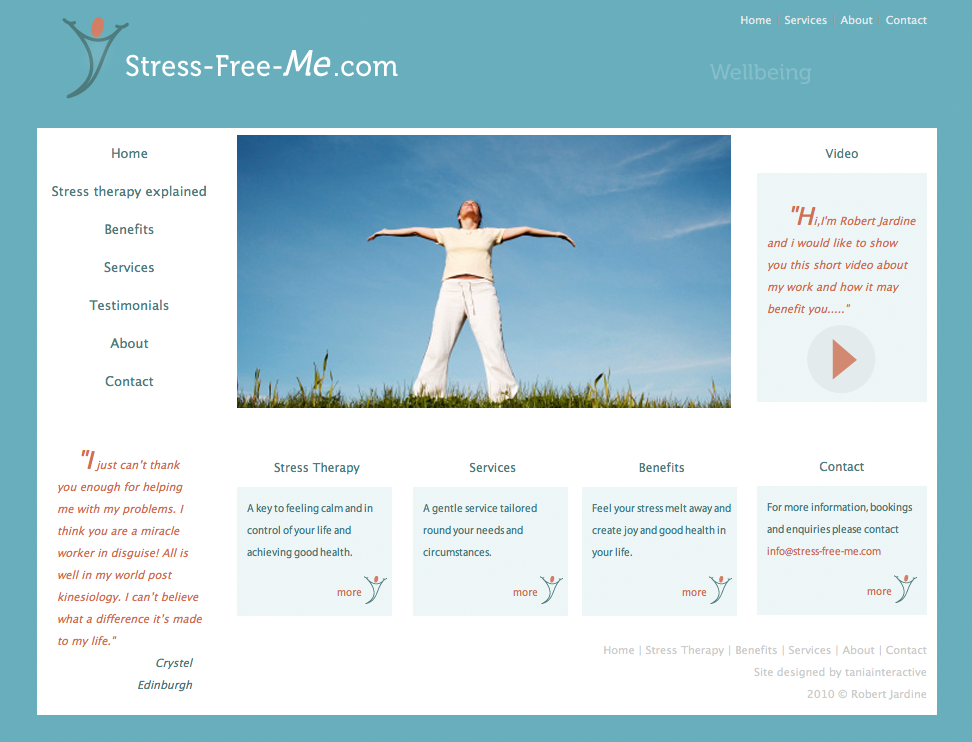 Home | Services | About | Contact
Stress-Free-Me.com
Wellbeing
Home
Stress therapy explained
Benefits
Services
Testimonials
About
Contact
Video
"Hi,I'm Robert Jardine
and i would like to show
you this short video about
my work and how it may
benefit you....."
"I just can't thank
you enough for helping
me with my problems. I
think you are a miracle
worker in disguise! All is
well in my world post
kinesiology. I can't believe
what a difference it's made
to my life."
Crystel
Edinburgh
Stress Therapy
A key to feeling calm and in
control of your life and
achieving good health.
more
Services
A gentle service tailored
round your needs and
circumstances.
more
Benefits
Feel your stress melt away and
create joy and good health in
your life.
more
Contact
For more information, bookings
and enquiries please contact
info@stress-free-me.com
more
Home | Stress Therapy | Benefits | Services | About | Contact
Site designed by taniainteractive
2010 © Robert Jardine